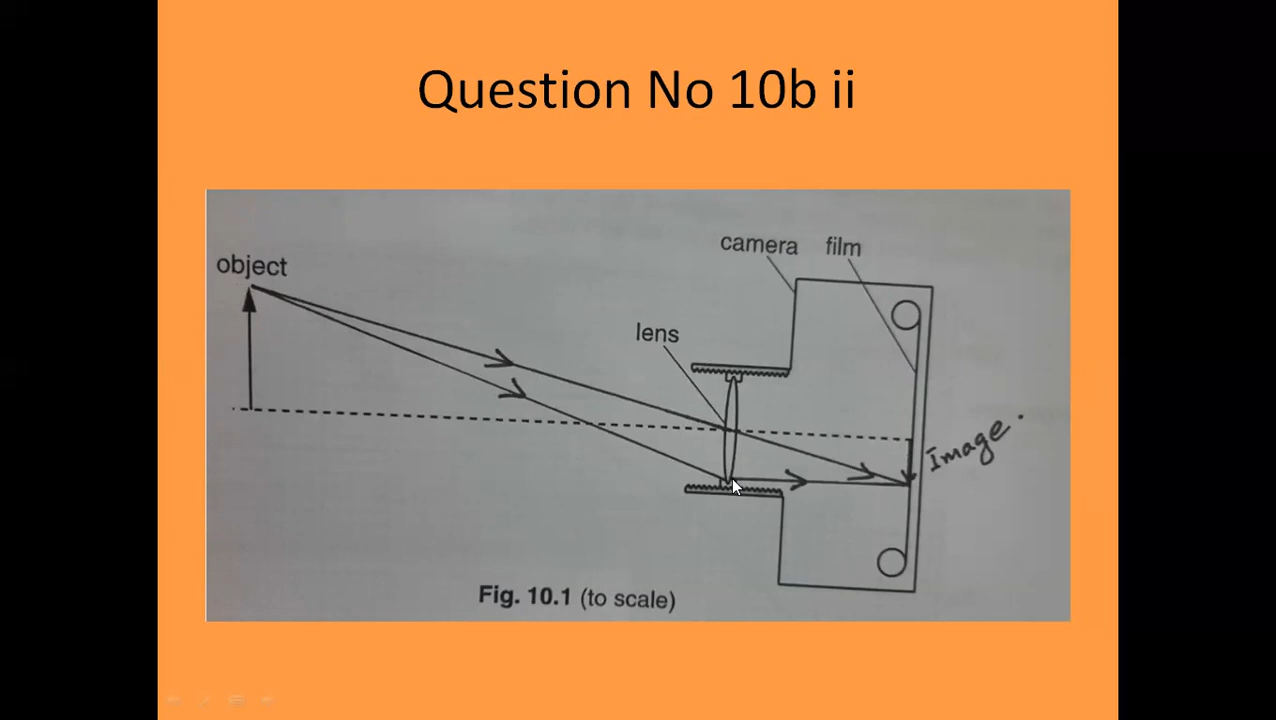 Question No 10b ii
camera film
object
lens
Image.
Fig. 10.1 (to scale)